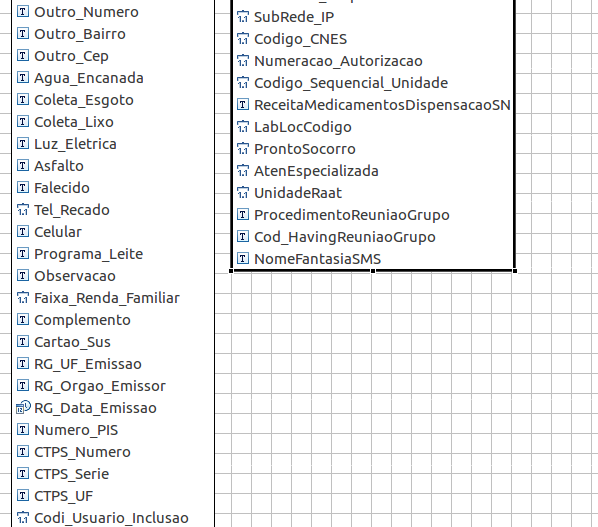 Outro_Numero
Outro_Bairro
Outro_Cep
Agua_Encanada
Coleta_Esgoto
Coleta_Lixo
Luz_Eletrica
Asfalto
Falecido
Tel_Recado
Celular
Programa_Leite
Observacao
Faixa_Renda_Familiar
Complemento
Cartao_Sus
RG_UF_Emissao
RG_Orgao_Emissor
RG_Data_Emissao
Numero_PIS
CTPS_Numero
CTPS_Serie
CTPS_UF
Codi_Usuario_Inclusao
SubRede_IP
Codigo_CNES
Numeracao_Autorizacao
Codigo_Sequencial_Unidade
ReceitaMedicamentosDispensacaoSN
LabLocCodigo
ProntoSocorro
AtenEspecializada
UnidadeRaat
ProcedimentoReuniaoGrupo
Cod_HavingReuniaoGrupo
NomeFantasiaSMS